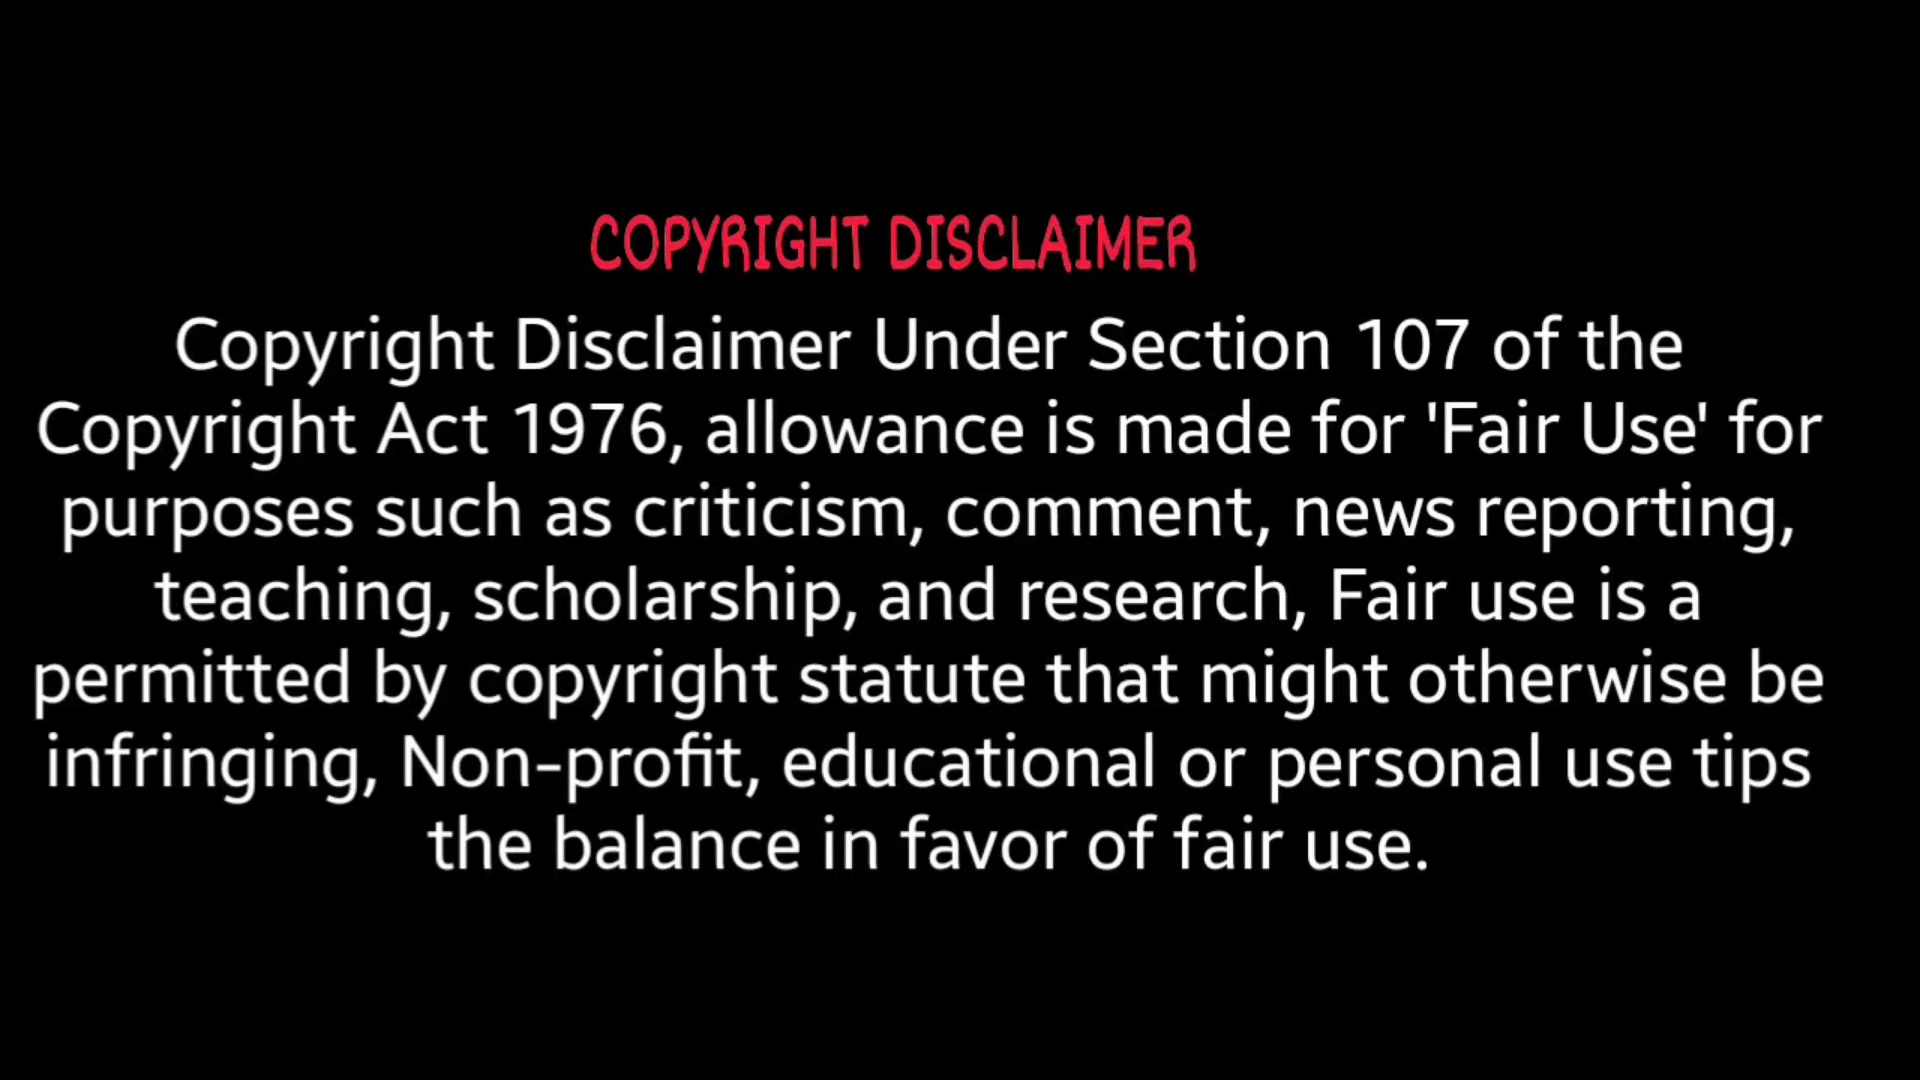 COPYRIGHT DISCLAIMER
Copyright Disclaimer Under Section 107 of the
Copyright Act 1976, allowance is made for 'Fair Use' for
purposes such as criticism, comment, news reporting,
teaching, scholarship, and research, Fair use is a
permitted by copyright statute that might otherwise be
infringing, Non-profit, educational or personal use tips
the balance in favor of fair use.